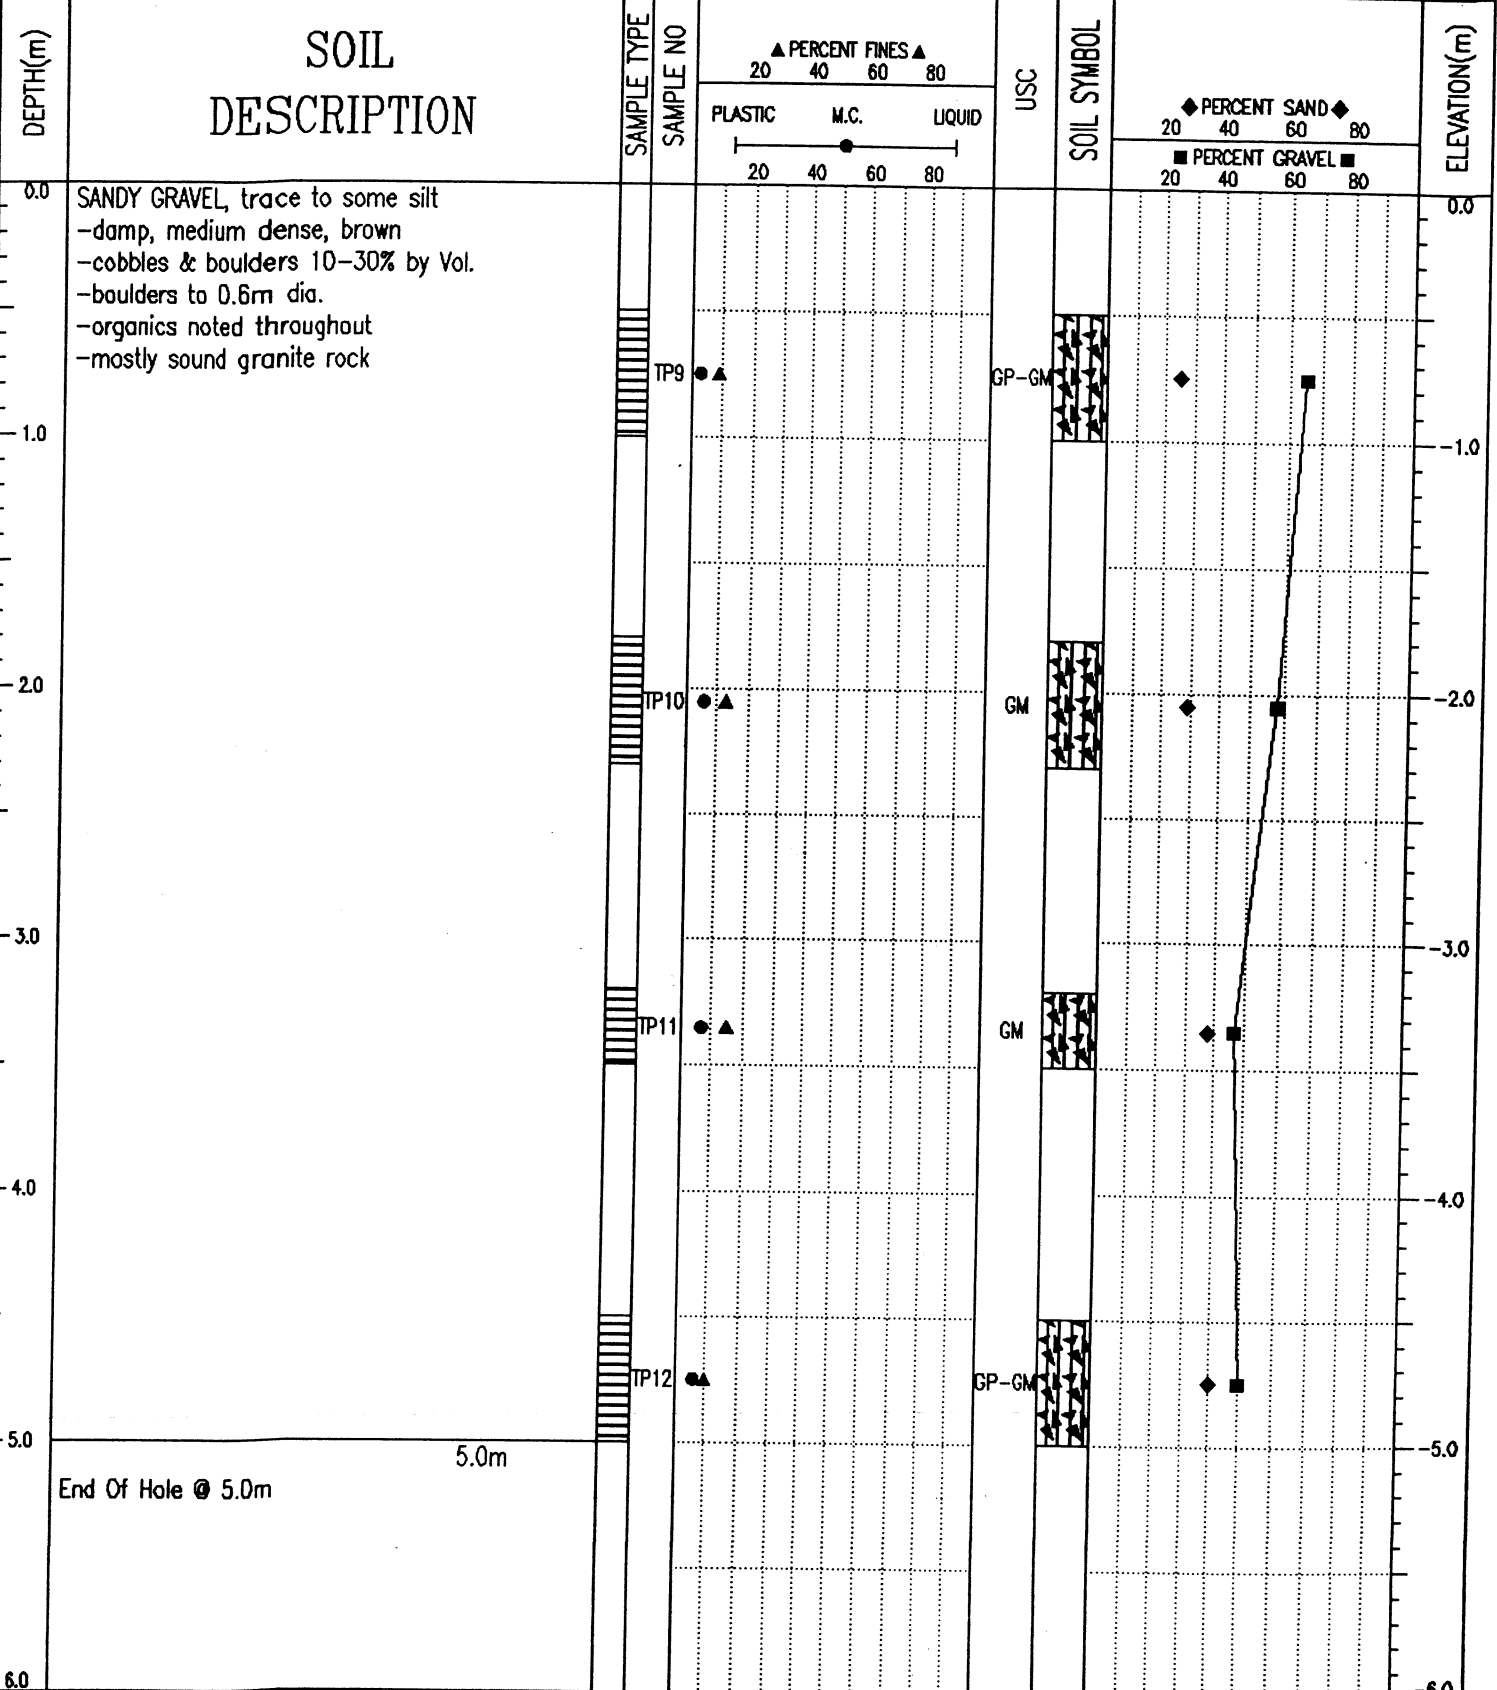 DEPTH(m)
SOIL
DESCRIPTION
SAMPLE TYPE
SAMPLE NO
▲ PERCENT FINES ▲
20 40 60 80
PLASTIC M.C. LIQUID
20 40 60 80
USC
SOIL SYMBOL
◆ PERCENT SAND ◆
20 40 60 80
■ PERCENT GRAVEL ■
20 40 60 80
ELEVATION(m)
0.0
SANDY GRAVEL, trace to some silt
-damp, medium dense, brown
-cobbles & boulders 10-30% by Vol.
-boulders to 0.6m dia.
-organics noted throughout
-mostly sound granite rock
0.0
TP9 GP-GM
1.0 -1.0
2.0 -2.0
TP10 GM
3.0 -3.0
TP11 GM
4.0 -4.0
TP12 GP-GM
5.0 -5.0
5.0m
End Of Hole @ 5.0m
6.0 -6.0